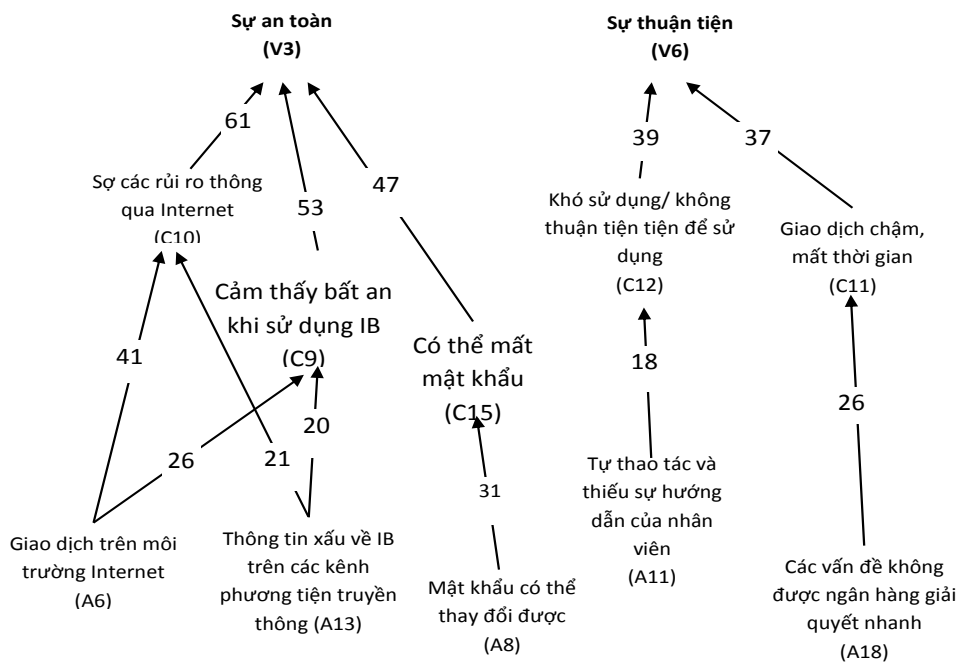 Sự an toàn
(V3)
Sự thuận tiện
(V6)
61
39
37
Sợ các rủi ro thông
qua Internet
(C10)
53
47
Khó sử dụng/ không
thuận tiện tiện để sử
dụng
(C12)
Giao dịch chậm,
mất thời gian
(C11)
Cảm thấy bất an
khi sử dụng IB
(C9)
Có thể mất
mật khẩu
(C15)
41
18
26
20
26
21
31
Giao dịch trên môi
trường Internet
(A6)
Thông tin xấu về IB
trên các kênh
phương tiện truyền
thông (A13)
Mật khẩu có thể
thay đổi được
(A8)
Tự thao tác và
thiếu sự hướng
dẫn của nhân
viên
(A11)
Các vấn đề không
được ngân hàng giải
quyết nhanh
(A18)